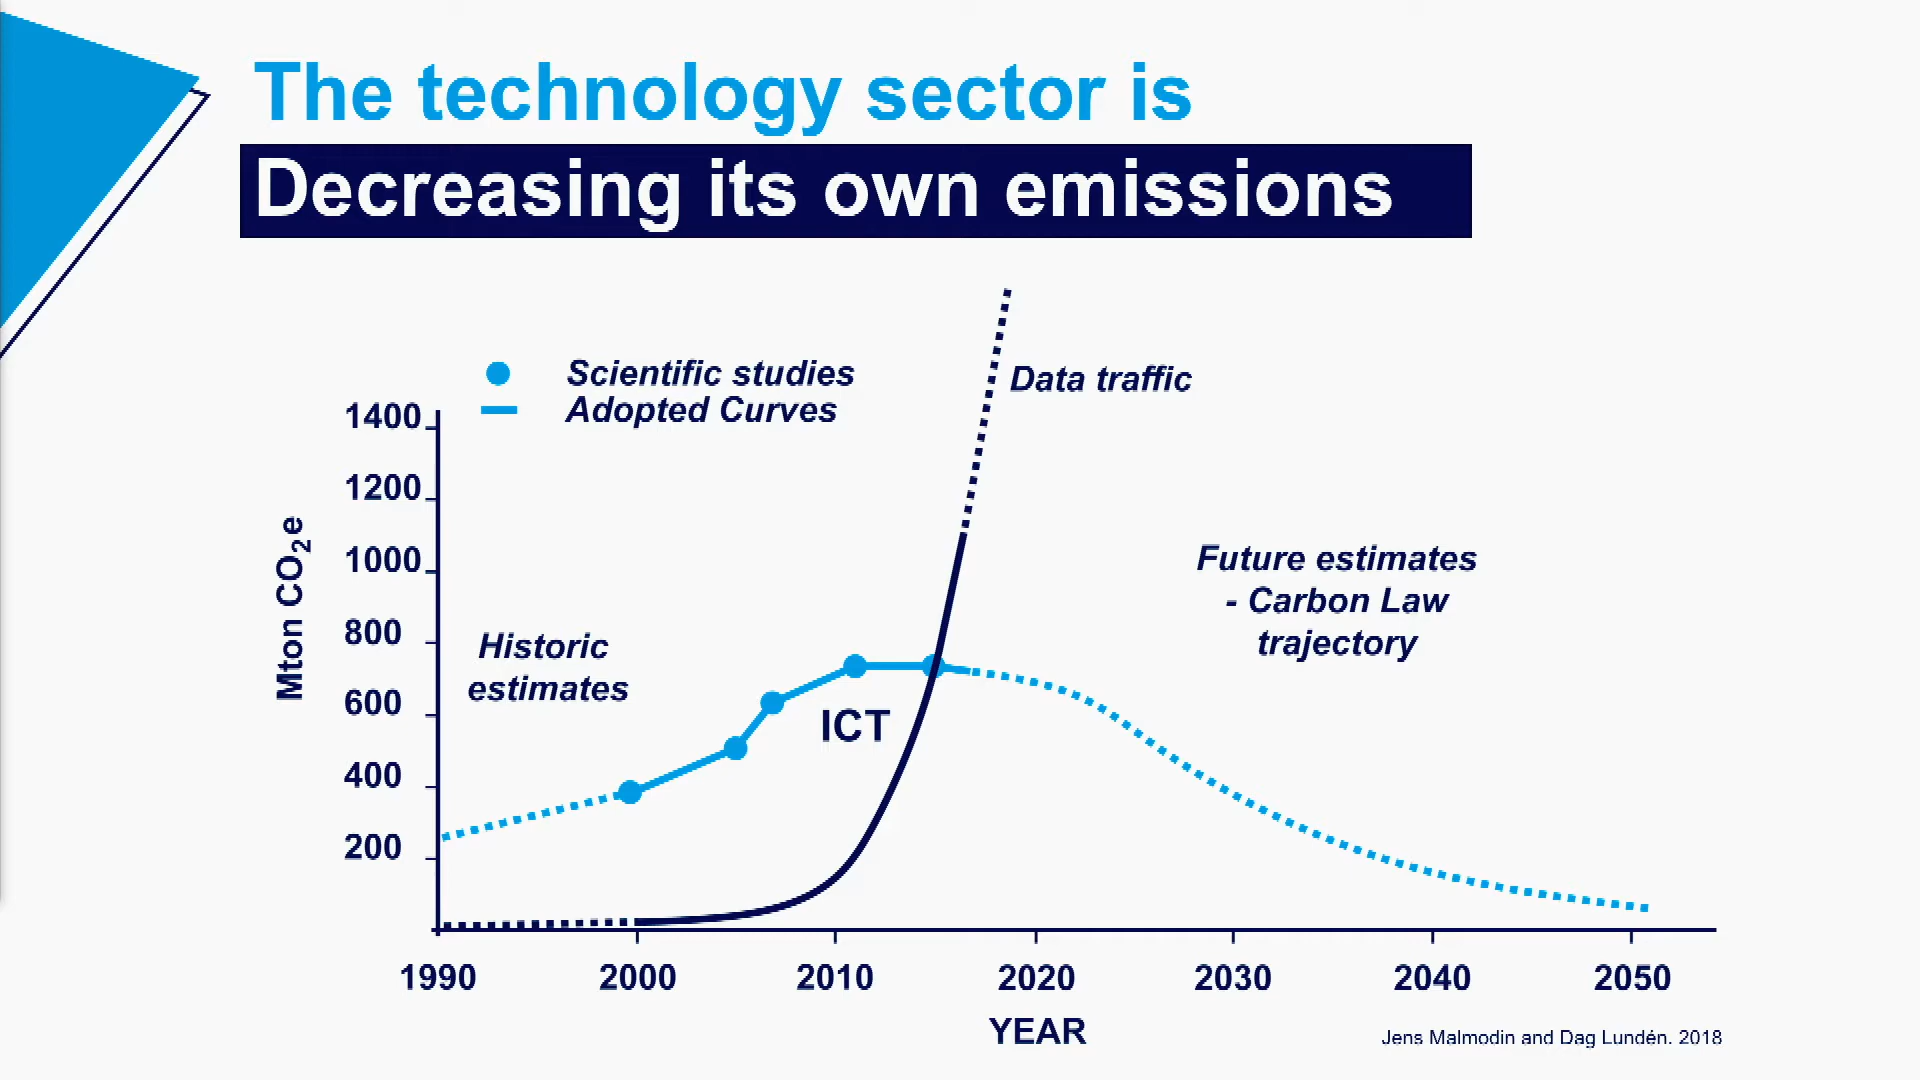 The technology sector is
Decreasing its own emissions
Scientific studies
Adopted Curves
Data traffic
1400
1200
1000
800
600
400
200
Mton CO₂e
Historic
estimates
ICT
Future estimates
- Carbon Law
trajectory
1990 2000 2010 2020 2030 2040 2050
YEAR
Jens Malmodin and Dag Lundén. 2018